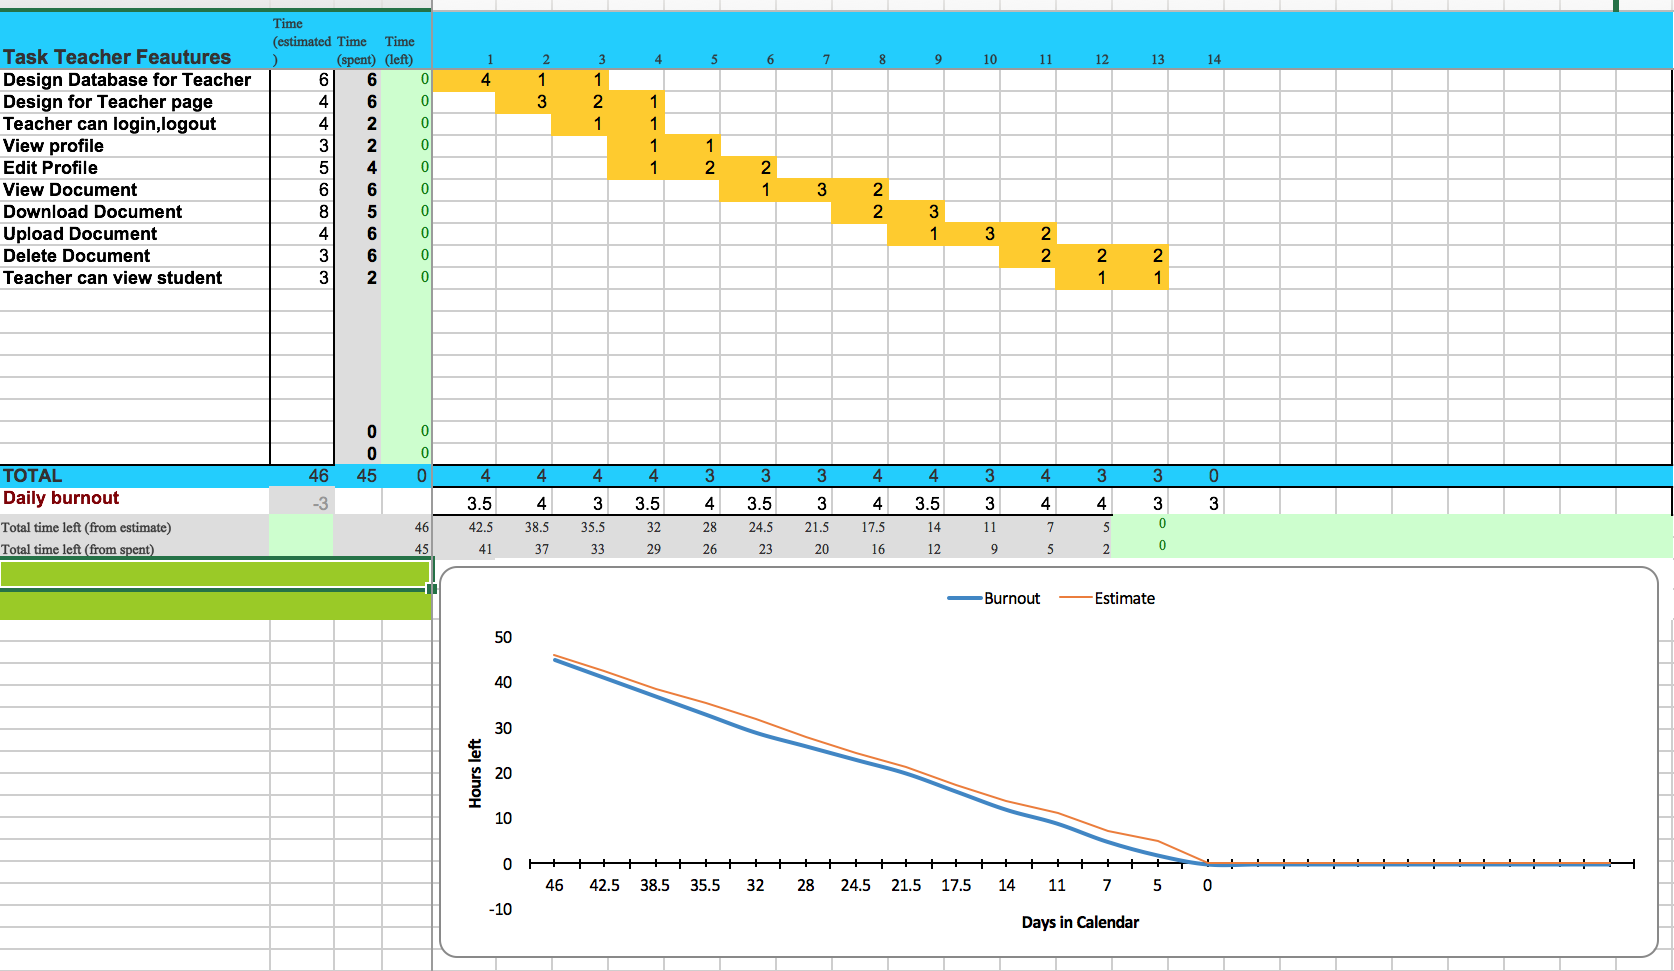 Time (estimated) Time (spent) Time (left)
Task Teacher Feautures 1 2 3 4 5 6 7 8 9 10 11 12 13 14
Design Database for Teacher 6 6 0 4 1 1
Design for Teacher page 4 6 0 3 2 1
Teacher can login,logout 4 2 0 1 1
View profile 3 2 0 1 1
Edit Profile 5 4 0 1 2 2
View Document 6 6 0 1 3 2
Download Document 8 5 0 2 3
Upload Document 4 6 0 1 3 2
Delete Document 3 6 0 2 2 2
Teacher can view student 3 2 0 1 1
0 0
0 0
TOTAL 46 45 0 4 4 4 4 3 3 3 4 4 3 4 3 3 0
Daily burnout -3 3.5 4 3 3.5 4 3.5 3 4 3.5 3 4 4 3 3
Total time left (from estimate) 46 42.5 38.5 35.5 32 28 24.5 21.5 17.5 14 11 7 5 0
Total time left (from spent) 45 41 37 33 29 26 23 20 16 12 9 5 2 0
Burnout Estimate
50
40
30
20
10
0
-10
Hours left
46 42.5 38.5 35.5 32 28 24.5 21.5 17.5 14 11 7 5 0
Days in Calendar